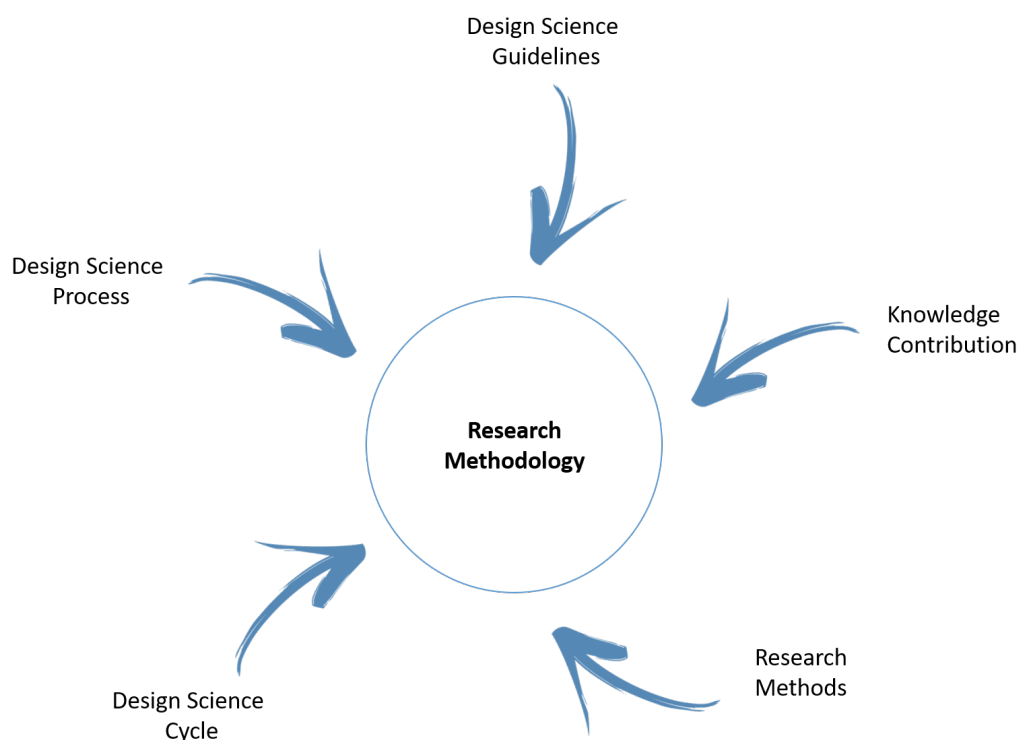 Design Science
Guidelines
Design Science
Process
Knowledge
Contribution
Research
Methodology
Research
Methods
Design Science
Cycle